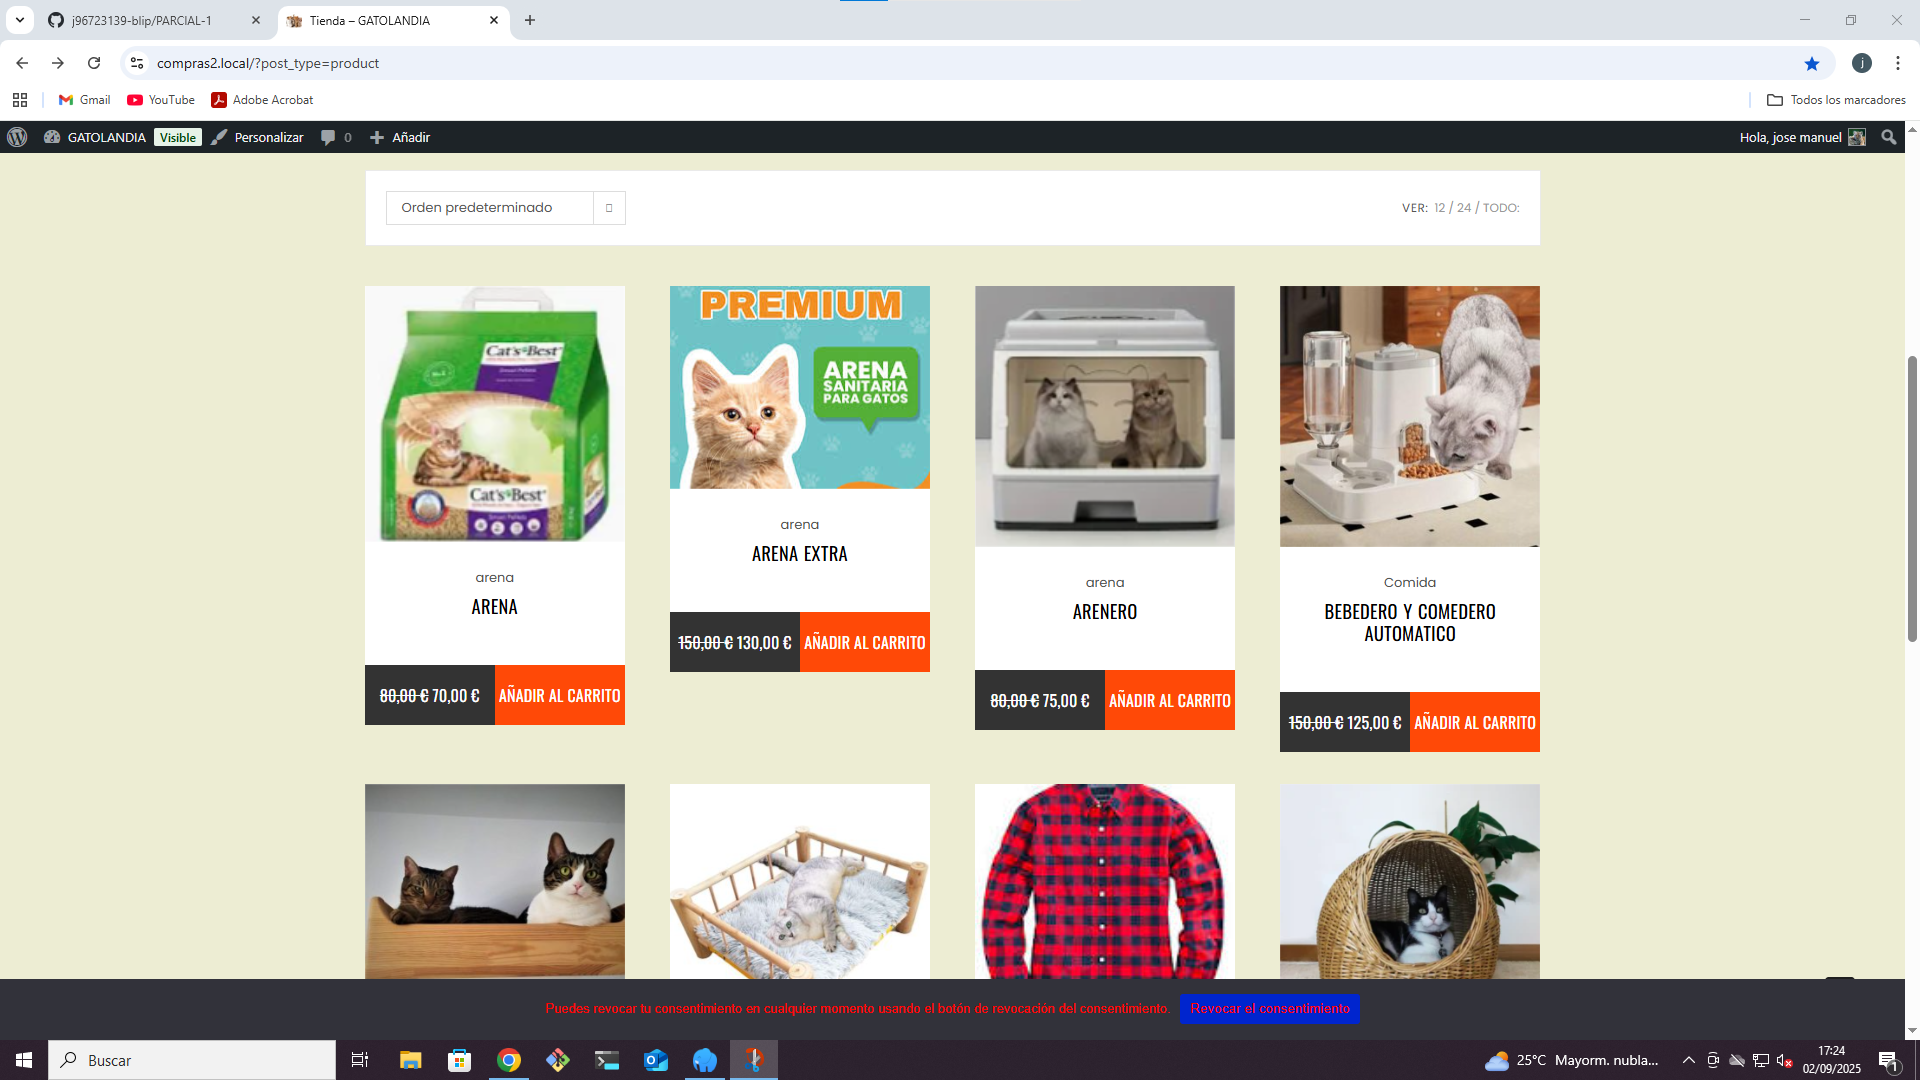 j96723139-blip/PARCIAL-1
Tienda – GATOLANDIA
compras2.local/?post_type=product
Gmail
YouTube
Adobe Acrobat
Todos los marcadores
GATOLANDIA
Visible
Personalizar
0
Añadir
Hola, jose manuel
Orden predeterminado
VER: 12 / 24 / TODO:
Cat's Best
Cat's Best
arena
ARENA
80,00 € 70,00 €
AÑADIR AL CARRITO
PREMIUM
ARENA
SANITARIA
PARA GATOS
arena
ARENA EXTRA
150,00 € 130,00 €
AÑADIR AL CARRITO
arena
ARENERO
80,00 € 75,00 €
AÑADIR AL CARRITO
Comida
BEBEDERO Y COMEDERO
AUTOMATICO
150,00 € 125,00 €
AÑADIR AL CARRITO
Puedes revocar tu consentimiento en cualquier momento usando el botón de revocación del consentimiento.
Revocar el consentimiento
Buscar
25°C Mayorm. nubla...
17:24
02/09/2025
1